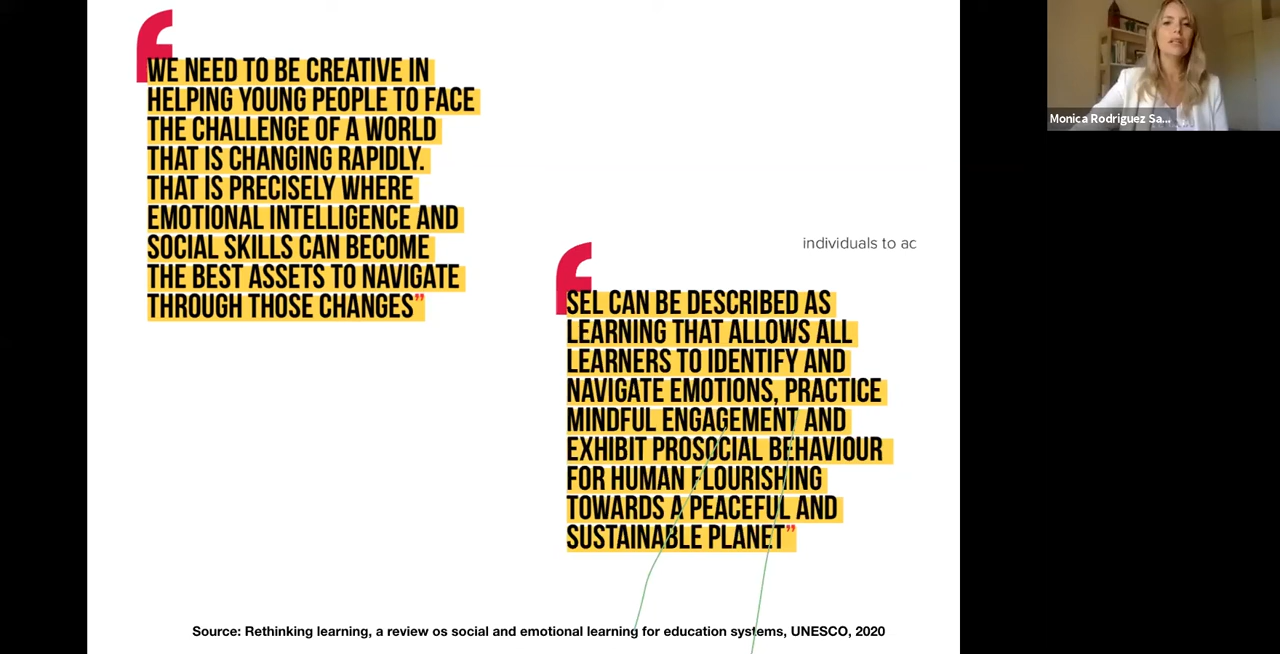 WE NEED TO BE CREATIVE IN
HELPING YOUNG PEOPLE TO FACE
THE CHALLENGE OF A WORLD
THAT IS CHANGING RAPIDLY.
THAT IS PRECISELY WHERE
EMOTIONAL INTELLIGENCE AND
SOCIAL SKILLS CAN BECOME
THE BEST ASSETS TO NAVIGATE
THROUGH THOSE CHANGES”
individuals to ac
SEL CAN BE DESCRIBED AS
LEARNING THAT ALLOWS ALL
LEARNERS TO IDENTIFY AND
NAVIGATE EMOTIONS, PRACTICE
MINDFUL ENGAGEMENT AND
EXHIBIT PROSOCIAL BEHAVIOUR
FOR HUMAN FLOURISHING
TOWARDS A PEACEFUL AND
SUSTAINABLE PLANET”
Source: Rethinking learning, a review os social and emotional learning for education systems, UNESCO, 2020
Monica Rodriguez Sa...